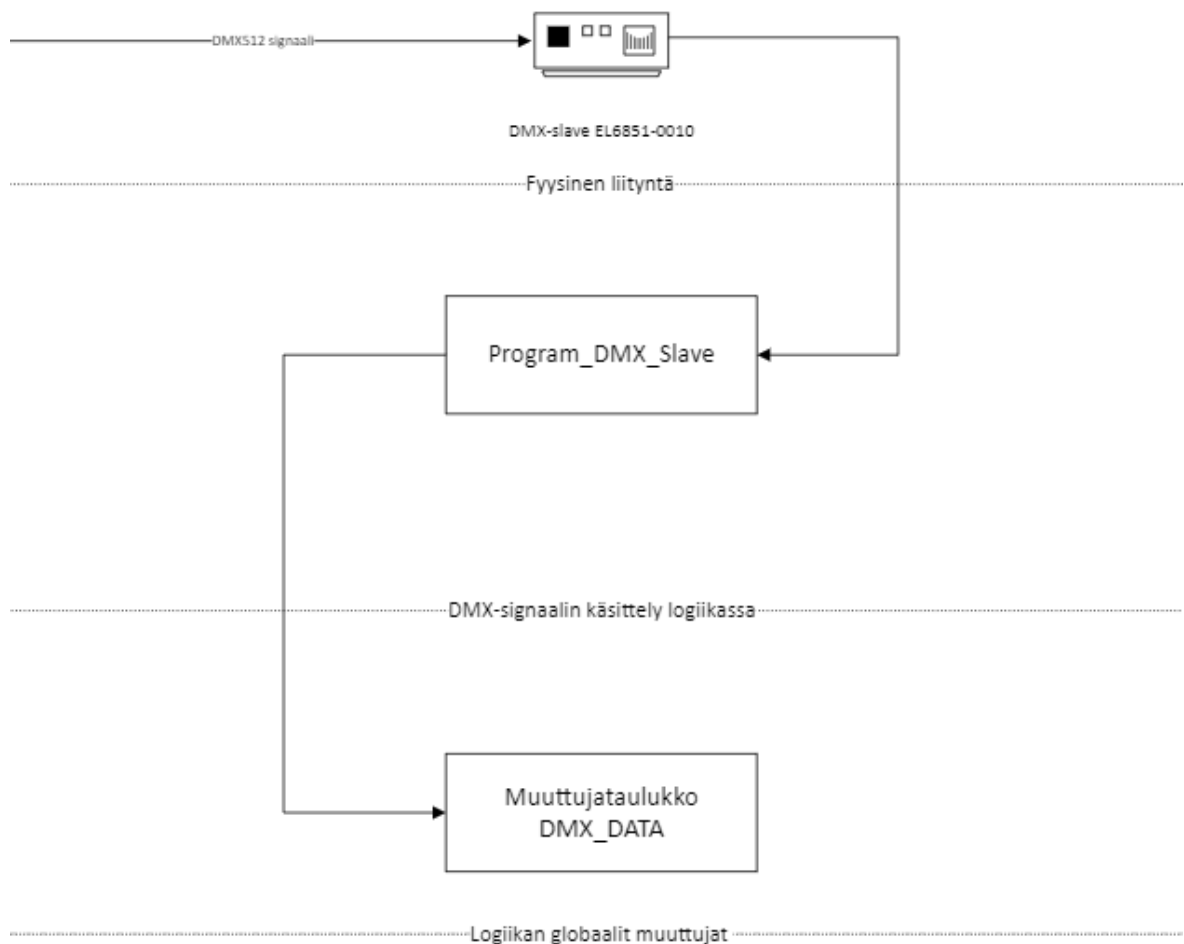 DMX512 signaali
DMX-slave EL6851-0010
Fyysinen liityntä
Program_DMX_Slave
DMX-signaalin käsittely logiikassa
Muuttujataulukko
DMX_DATA
Logiikan globaalit muuttujat